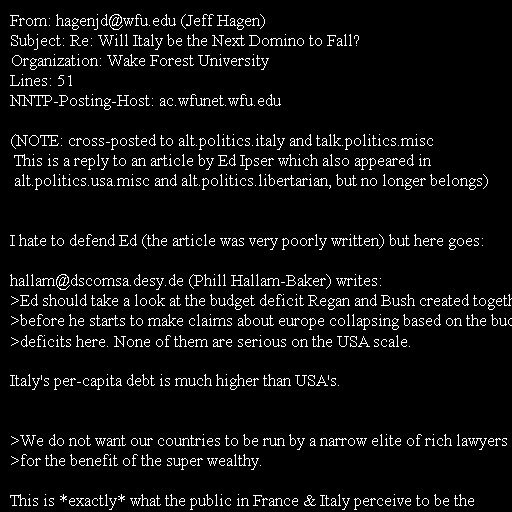 From: hagenjd@wfu.edu (Jeff Hagen)
Subject: Re: Will Italy be the Next Domino to Fall?
Organization: Wake Forest University
Lines: 51
NNTP-Posting-Host: ac.wfunet.wfu.edu

(NOTE: cross-posted to alt.politics.italy and talk.politics.misc
This is a reply to an article by Ed Ipser which also appeared in
alt.politics.usa.misc and alt.politics.libertarian, but no longer belongs)

I hate to defend Ed (the article was very poorly written) but here goes:

hallam@dscomsa.desy.de (Phill Hallam-Baker) writes:
>Ed should take a look at the budget deficit Regan and Bush created
>before he starts to make claims about europe collapsing based on the
>deficits here. None of them are serious on the USA scale.

Italy's per-capita debt is much higher than USA's.

>We do not want our countries to be run by a narrow elite of rich lawyers
>for the benefit of the super wealthy.

This is *exactly* what the public in France & Italy perceive to be the